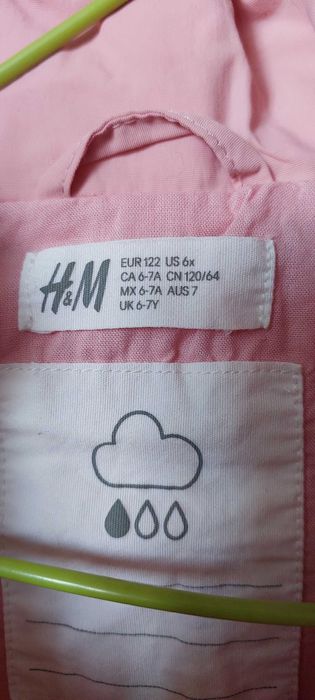 H&M
EUR 122 US 6x
CA 6-7A CN 120/64
MX 6-7A AUS 7
UK 6-7Y